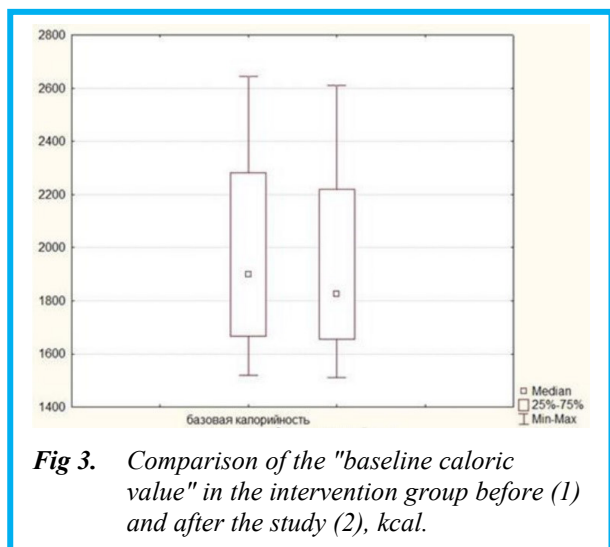 2800
2600
2400
2200
2000
1800
1600
1400
базовая калорийность
Median
25%-75%
Min-Max
Fig 3. Comparison of the "baseline caloric
value" in the intervention group before (1)
and after the study (2), kcal.